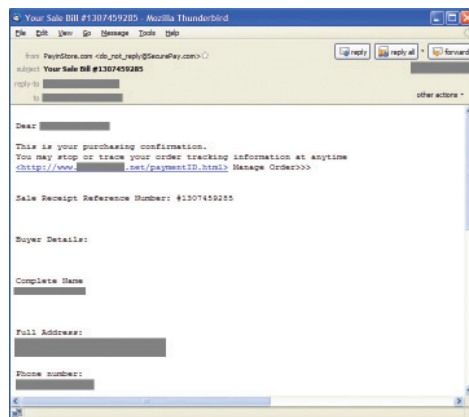 Your Sale Bill #1307459285 - Mozilla Thunderbird
File Edit View Go Message Tools Help
from PayinStore.com <do_not_reply@SecurePay.com>
reply reply all forward
subject Your Sale Bill #1307459285
reply-to
to
other actions
Dear
This is your purchasing confirmation.
You may stop or trace your order tracking information at anytime
<http://www. .net/paymentID.html> Manage Order>>>
Sale Receipt Reference Number: #1307459285
Buyer Details:
Complete Name
Full Address:
Phone number: